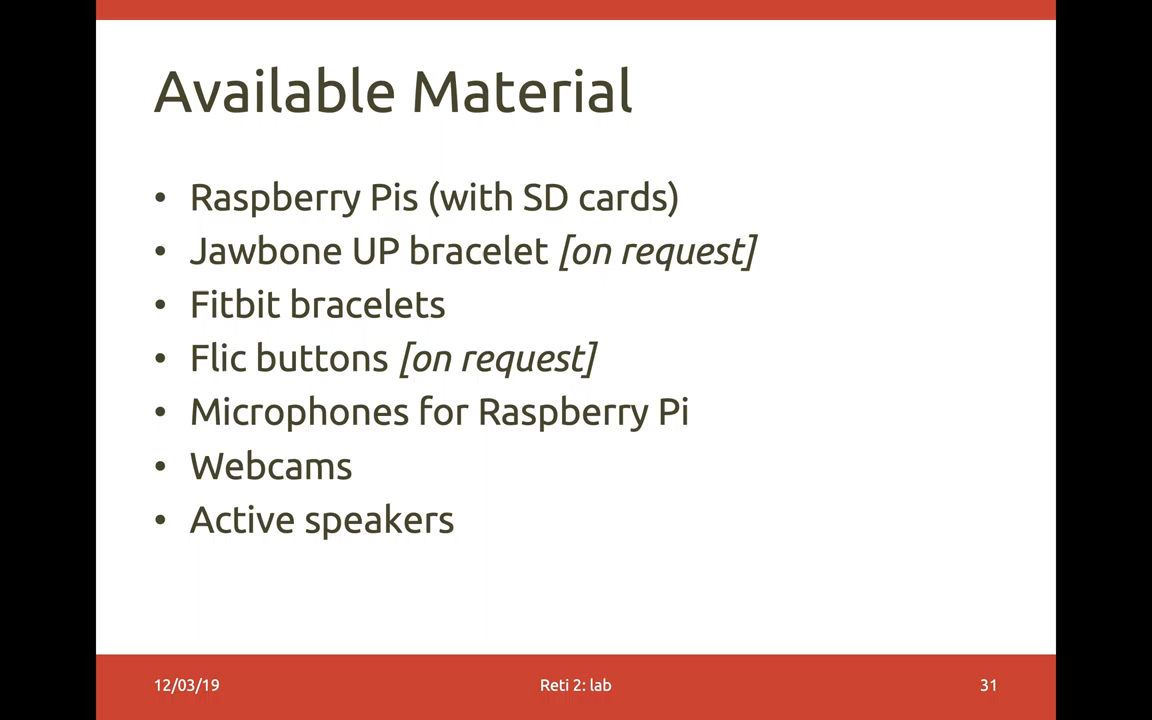 Available Material
• Raspberry Pis (with SD cards)
• Jawbone UP bracelet [on request]
• Fitbit bracelets
• Flic buttons [on request]
• Microphones for Raspberry Pi
• Webcams
• Active speakers
12/03/19 Reti 2: lab 31